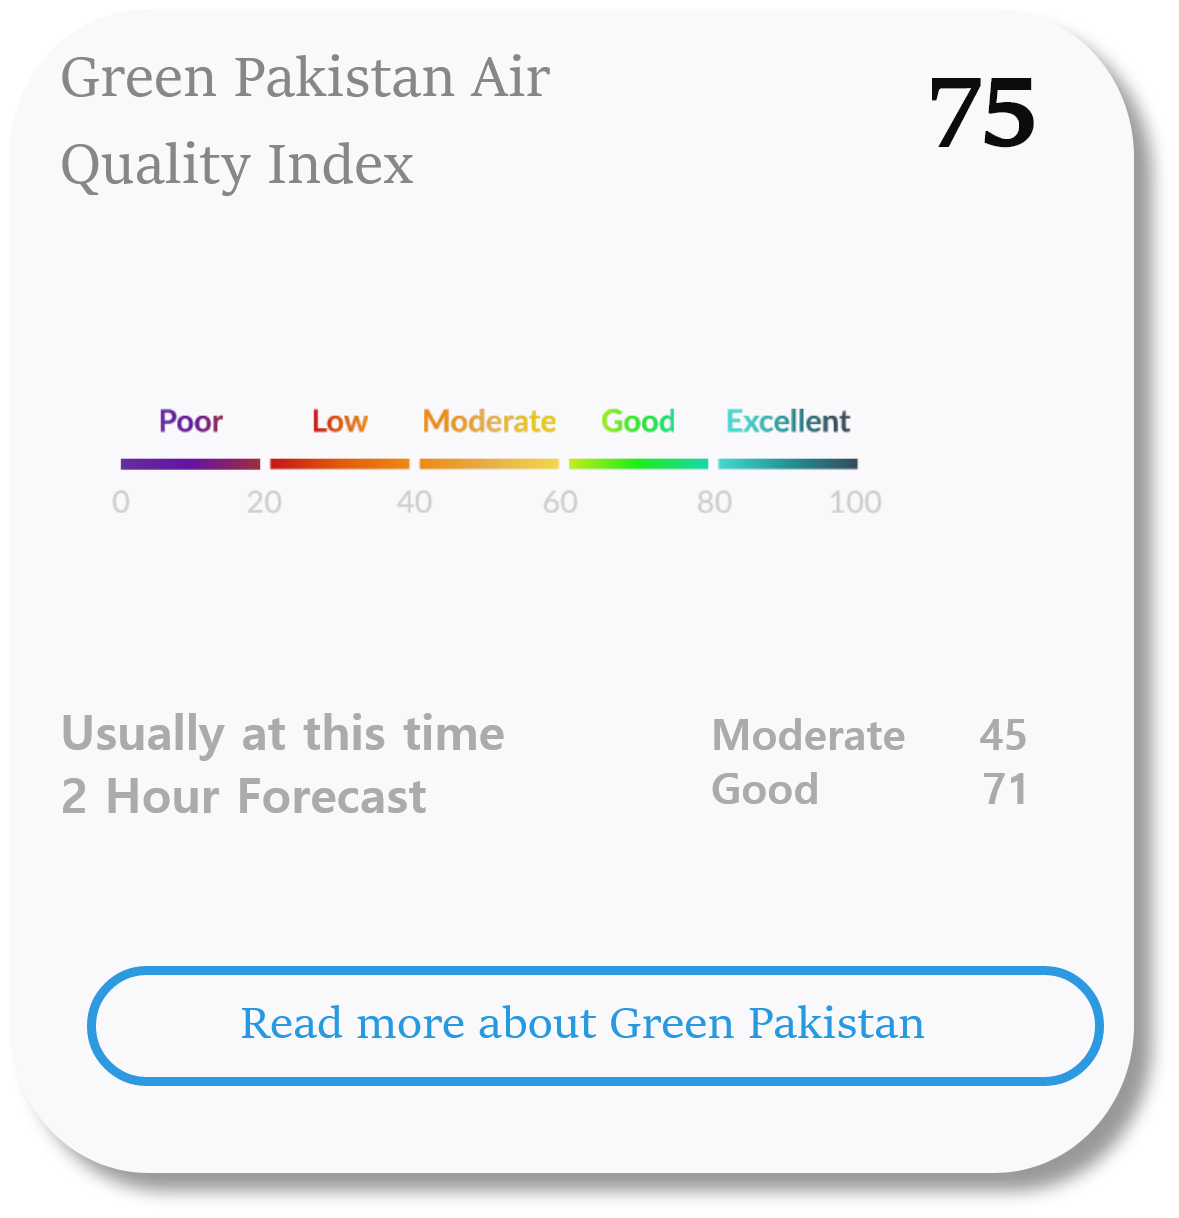 Green Pakistan Air
Quality Index
75
Poor Low Moderate Good Excellent
0 20 40 60 80 100
Usually at this time Moderate 45
2 Hour Forecast Good 71
Read more about Green Pakistan